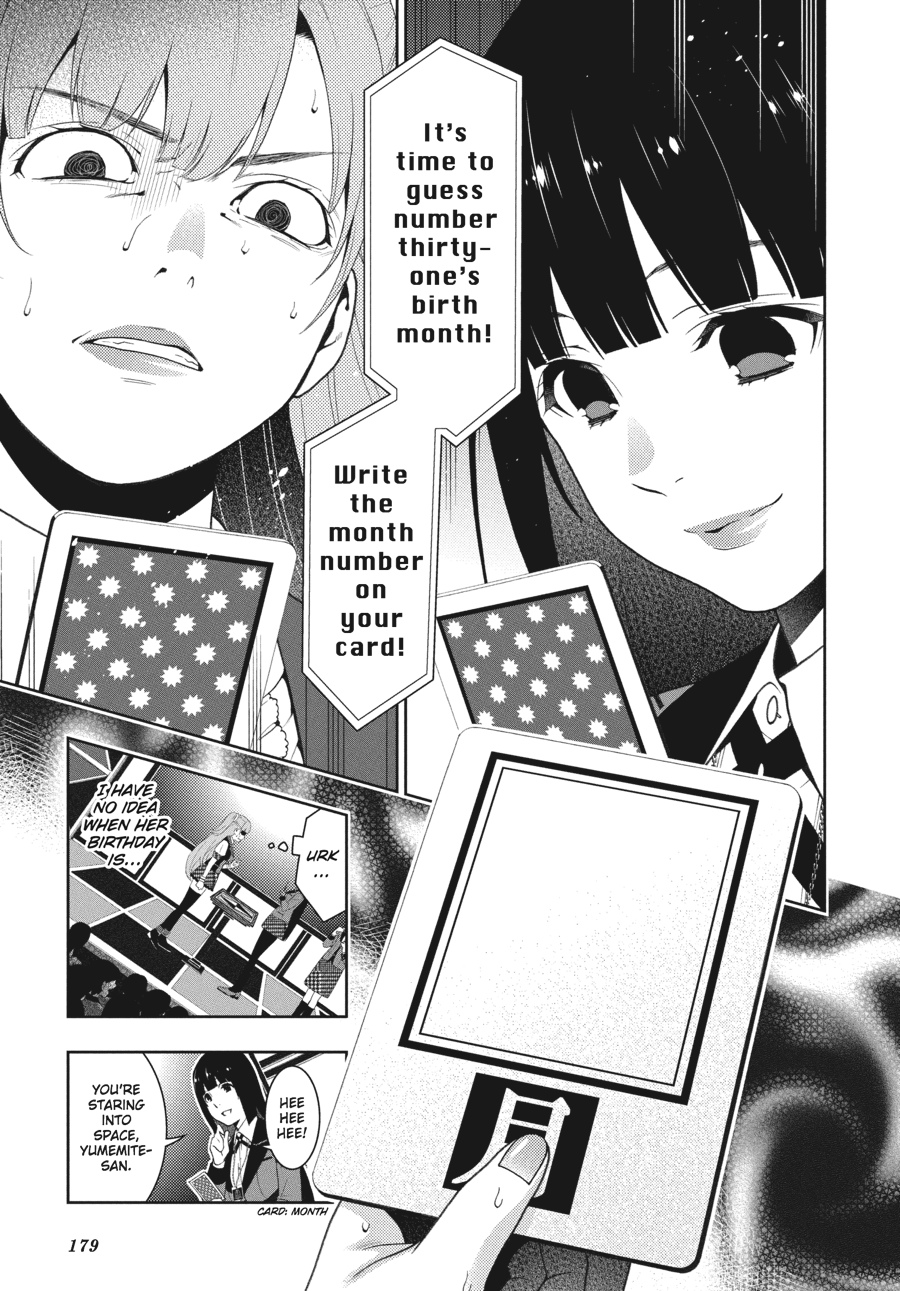 It's
time to
guess
number
thirty-
one's
birth
month!
Write
the
month
number
on
your
card!
URK
...
I HAVE
NO IDEA
WHEN HER
BIRTHDAY
IS...
月
HEE
HEE
HEE!
YOU'RE
STARING
INTO
SPACE,
YUMEMITE-
SAN.
CARD: MONTH
179